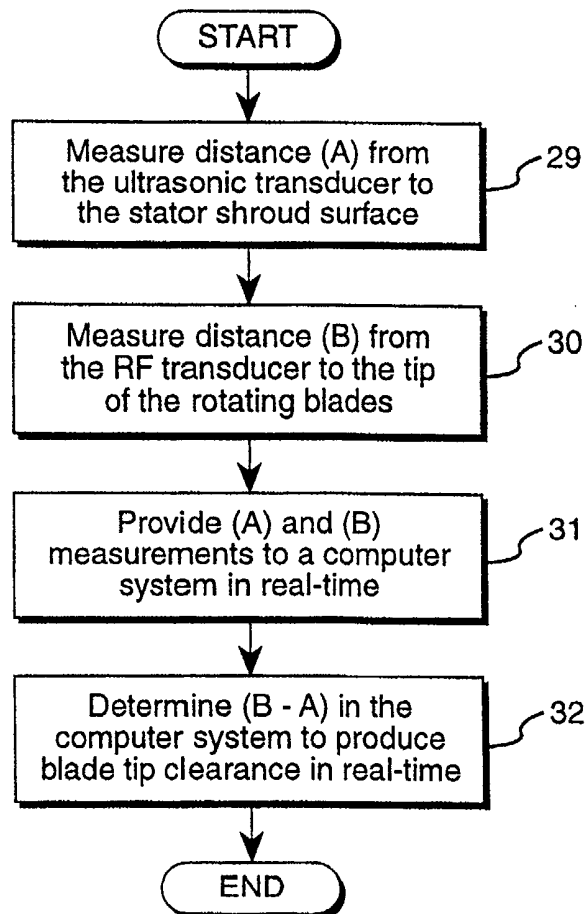 START
Measure distance (A) from
the ultrasonic transducer to
the stator shroud surface
29
Measure distance (B) from
the RF transducer to the tip
of the rotating blades
30
Provide (A) and (B)
measurements to a computer
system in real-time
31
Determine (B - A) in the
computer system to produce
blade tip clearance in real-time
32
END